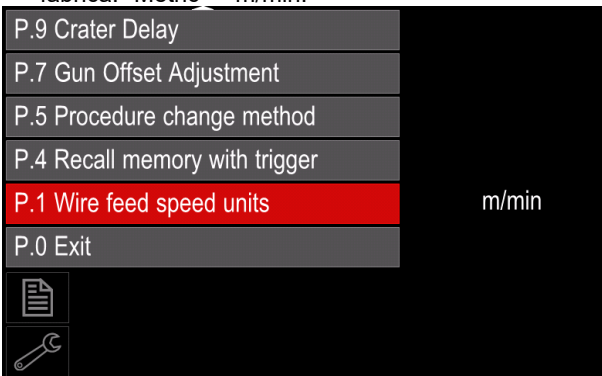 P.9 Crater Delay
P.7 Gun Offset Adjustment
P.5 Procedure change method
P.4 Recall memory with trigger
P.1 Wire feed speed units m/min
P.0 Exit